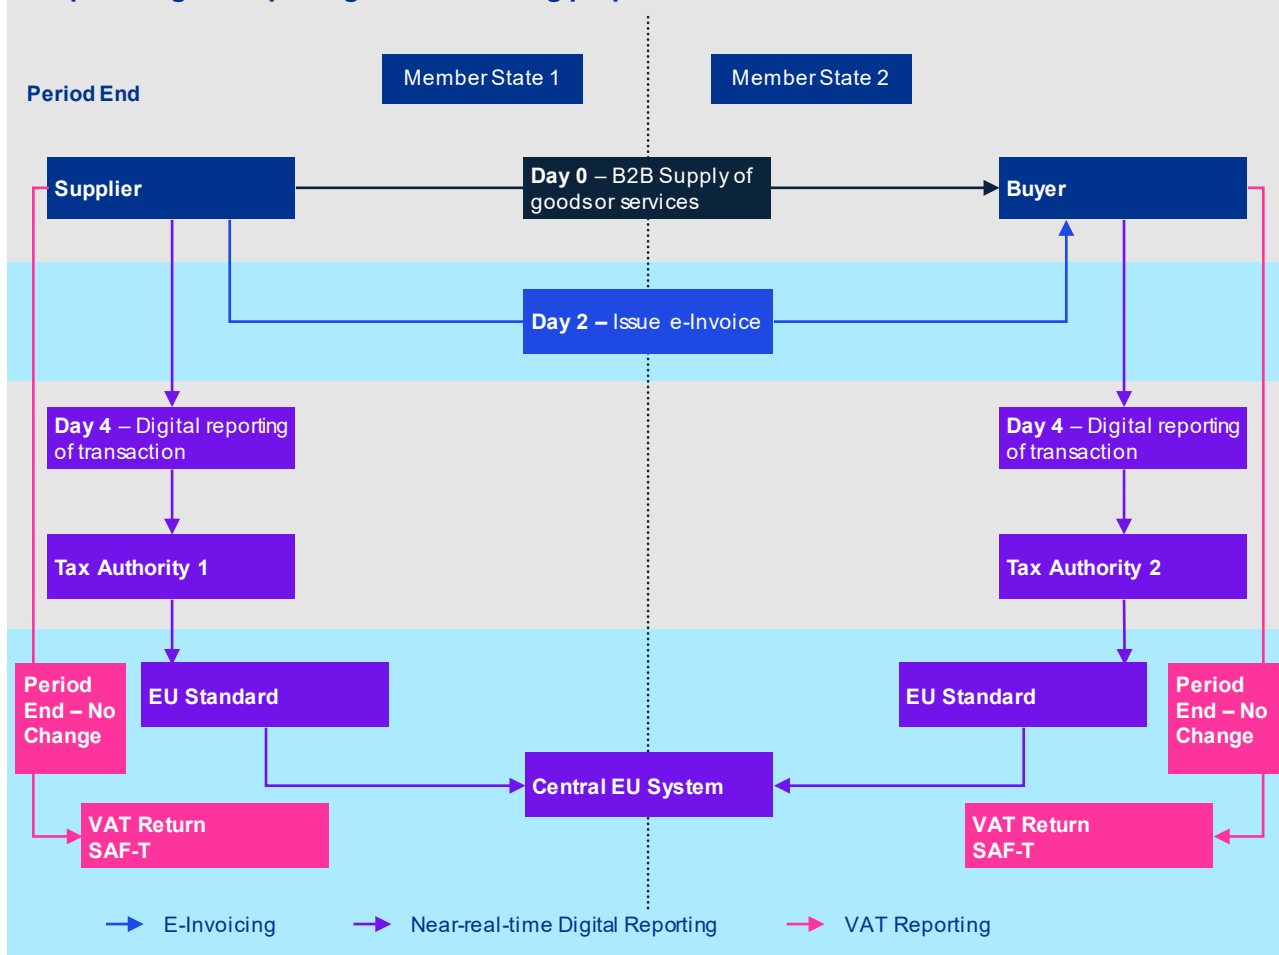 Member State 1
Member State 2
Period End
Supplier
Day 0 – B2B Supply of
goods or services
Buyer
Day 2 – Issue e-Invoice
Day 4 – Digital reporting
of transaction
Day 4 – Digital reporting
of transaction
Tax Authority 1
Tax Authority 2
Period
End – No
Change
EU Standard
EU Standard
Period
End – No
Change
Central EU System
VAT Return
SAF-T
VAT Return
SAF-T
E-Invoicing
Near-real-time Digital Reporting
VAT Reporting